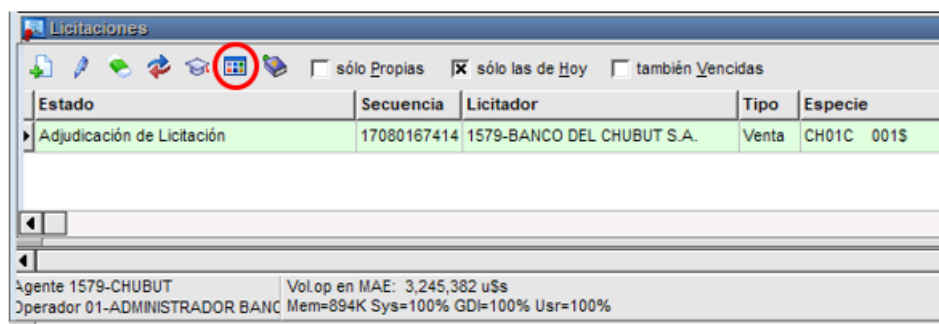 Licitaciones
sólo Propias sólo las de Hoy también Vencidas
Estado Secuencia Licitador Tipo Especie
Adjudicación de Licitación 17080167414 1579-BANCO DEL CHUBUT S.A. Venta CH01C 001$
Agente 1579-CHUBUT Vol.op en MAE: 3,245,382 u$s
Operador 01-ADMINISTRADOR BANC Mem=894K Sys=100% GDI=100% Usr=100%